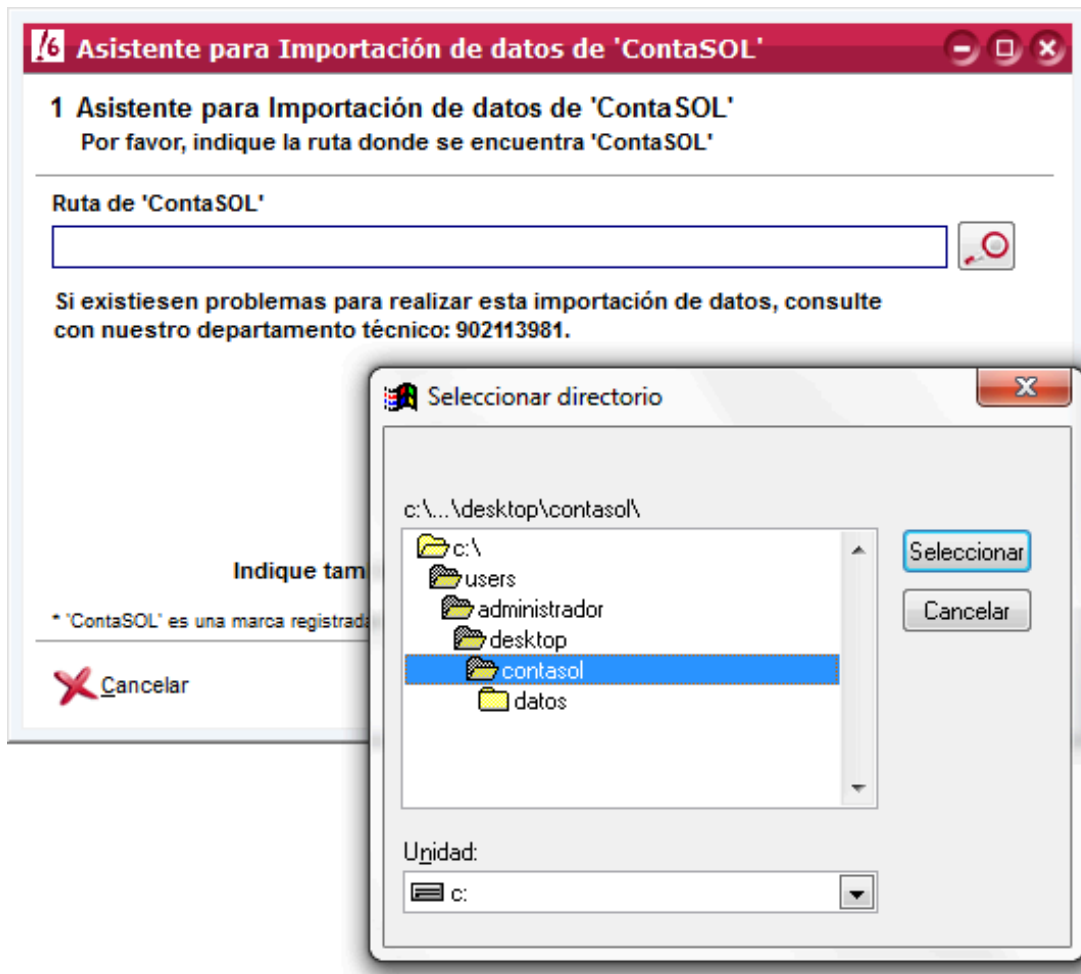 Asistente para Importación de datos de 'ContaSOL'
1 Asistente para Importación de datos de 'ContaSOL'
Por favor, indique la ruta donde se encuentra 'ContaSOL'
Ruta de 'ContaSOL'
Si existiesen problemas para realizar esta importación de datos, consulte
con nuestro departamento técnico: 902113981.
Indique
* 'ContaSOL' es una marca
Cancelar
Seleccionar directorio
c:\...\desktop\contasol\
c:\
users
administrador
desktop
contasol
datos
Seleccionar
Cancelar
Unidad:
c: